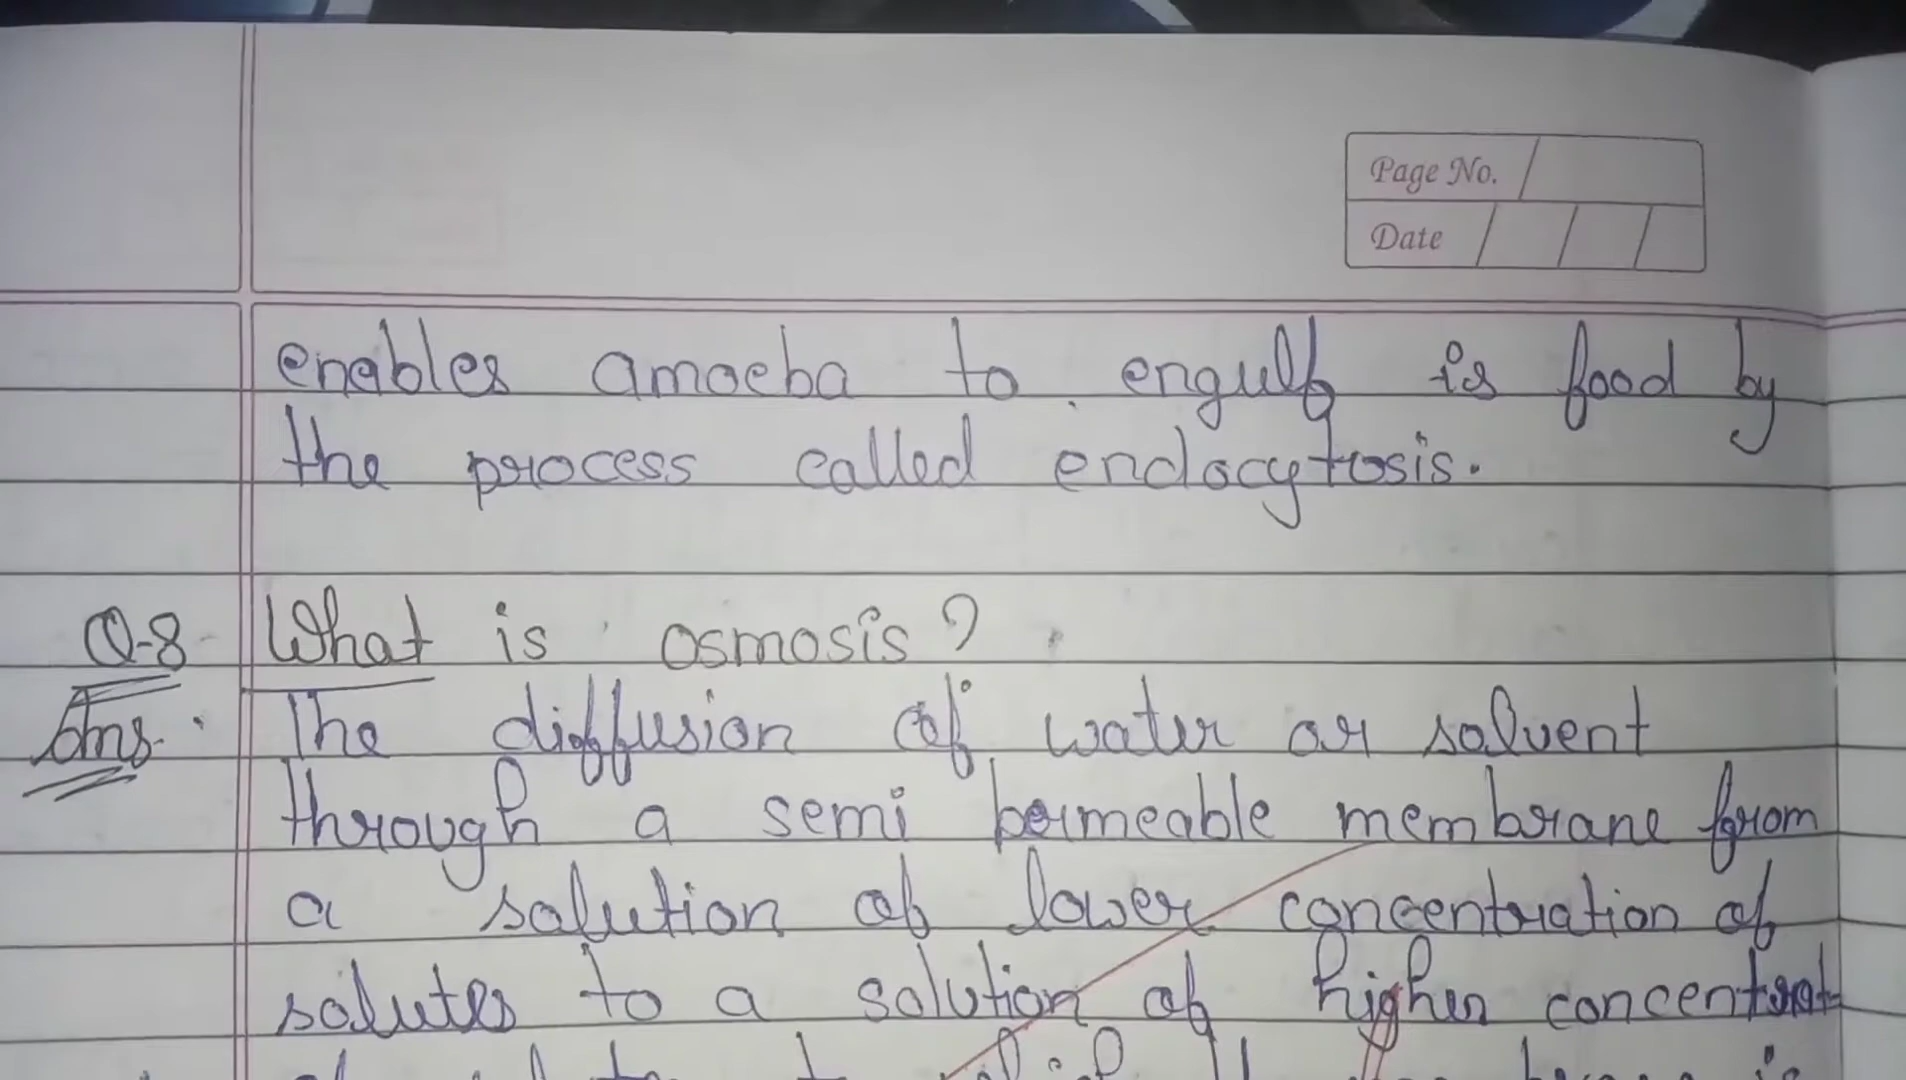 Page No.
Date
enables amoeba to engulf is food by
the process called endocytosis.
Q-8 What is osmosis?
Ans. The diffusion of water or solvent
through a semi permeable membrane from
a solution of lower concentration of
solutes to a solution of higher concentrat-